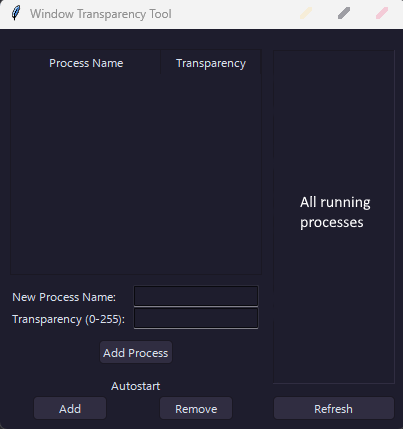 Window Transparency Tool
Process Name
Transparency
All running
processes
New Process Name:
Transparency (0-255):
Add Process
Autostart
Add
Remove
Refresh